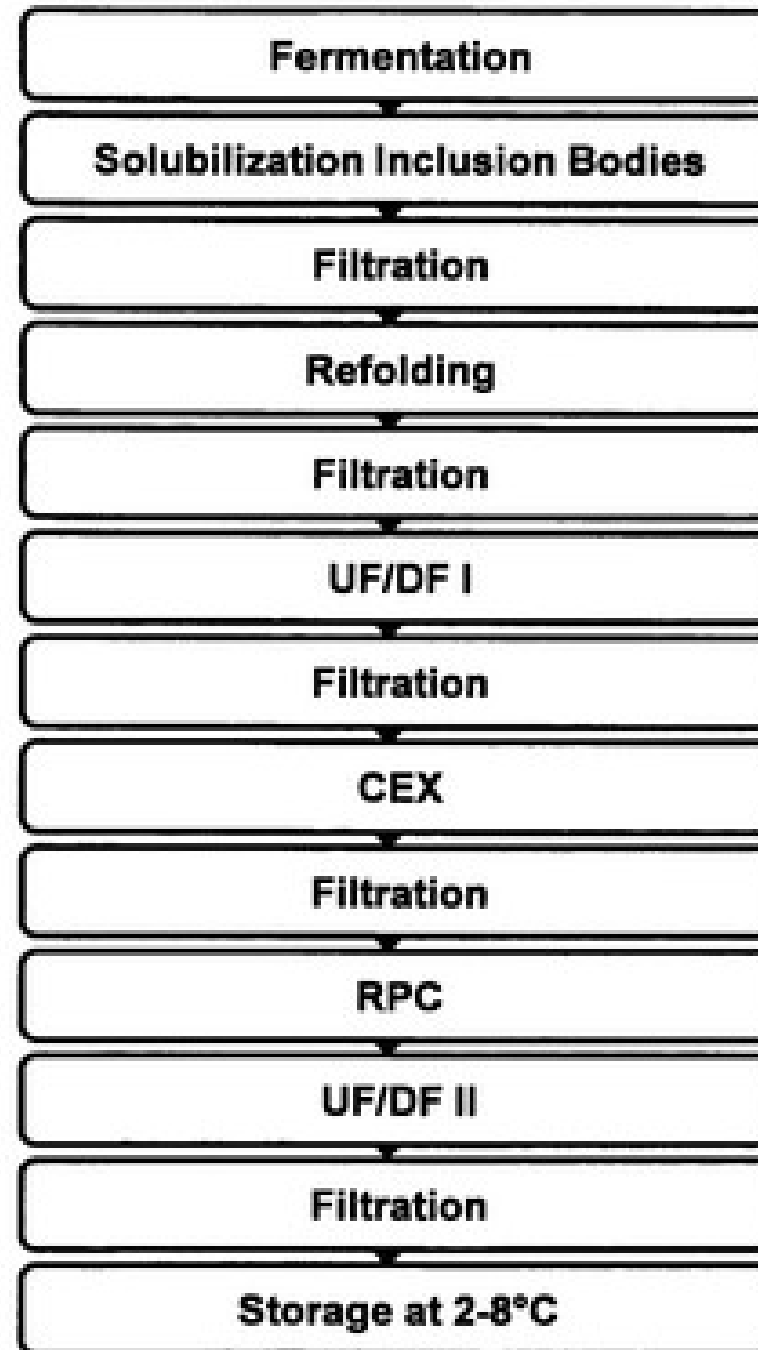 Fermentation
Solubilization Inclusion Bodies
Filtration
Refolding
Filtration
UF/DF I
Filtration
CEX
Filtration
RPC
UF/DF II
Filtration
Storage at 2-8°C